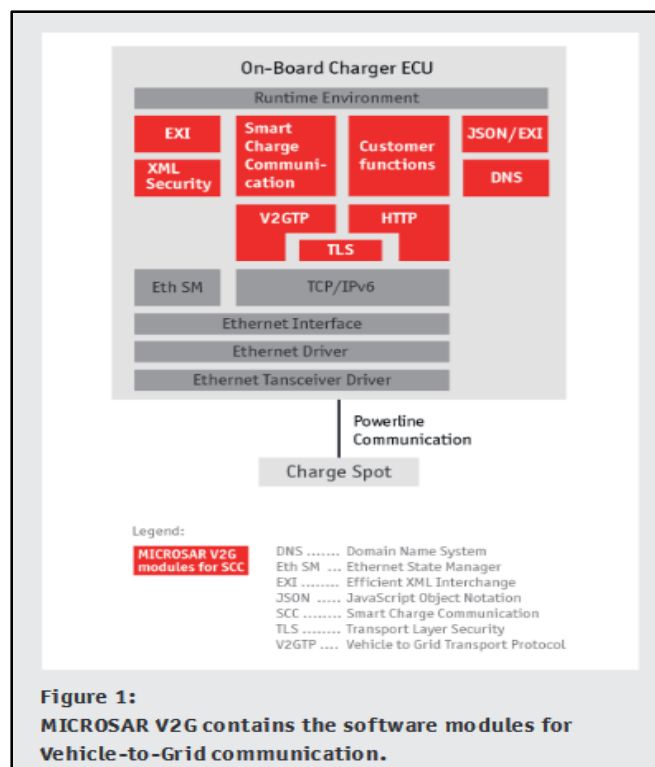 On-Board Charger ECU
Runtime Environment
EXI
Smart
Charge
Communi-
cation
Customer
functions
JSON/EXI
XML
Security
DNS
V2GTP
HTTP
TLS
Eth SM
TCP/IPv6
Ethernet Interface
Ethernet Driver
Ethernet Tansceiver Driver
Powerline
Communication
Charge Spot
Legend:
MICROSAR V2G
modules for SCC
DNS ....... Domain Name System
Eth SM ... Ethernet State Manager
EXI ........ Efficient XML Interchange
JSON ..... JavaScript Object Notation
SCC ....... Smart Charge Communication
TLS ........ Transport Layer Security
V2GTP .... Vehicle to Grid Transport Protocol
Figure 1:
MICROSAR V2G contains the software modules for
Vehicle-to-Grid communication.